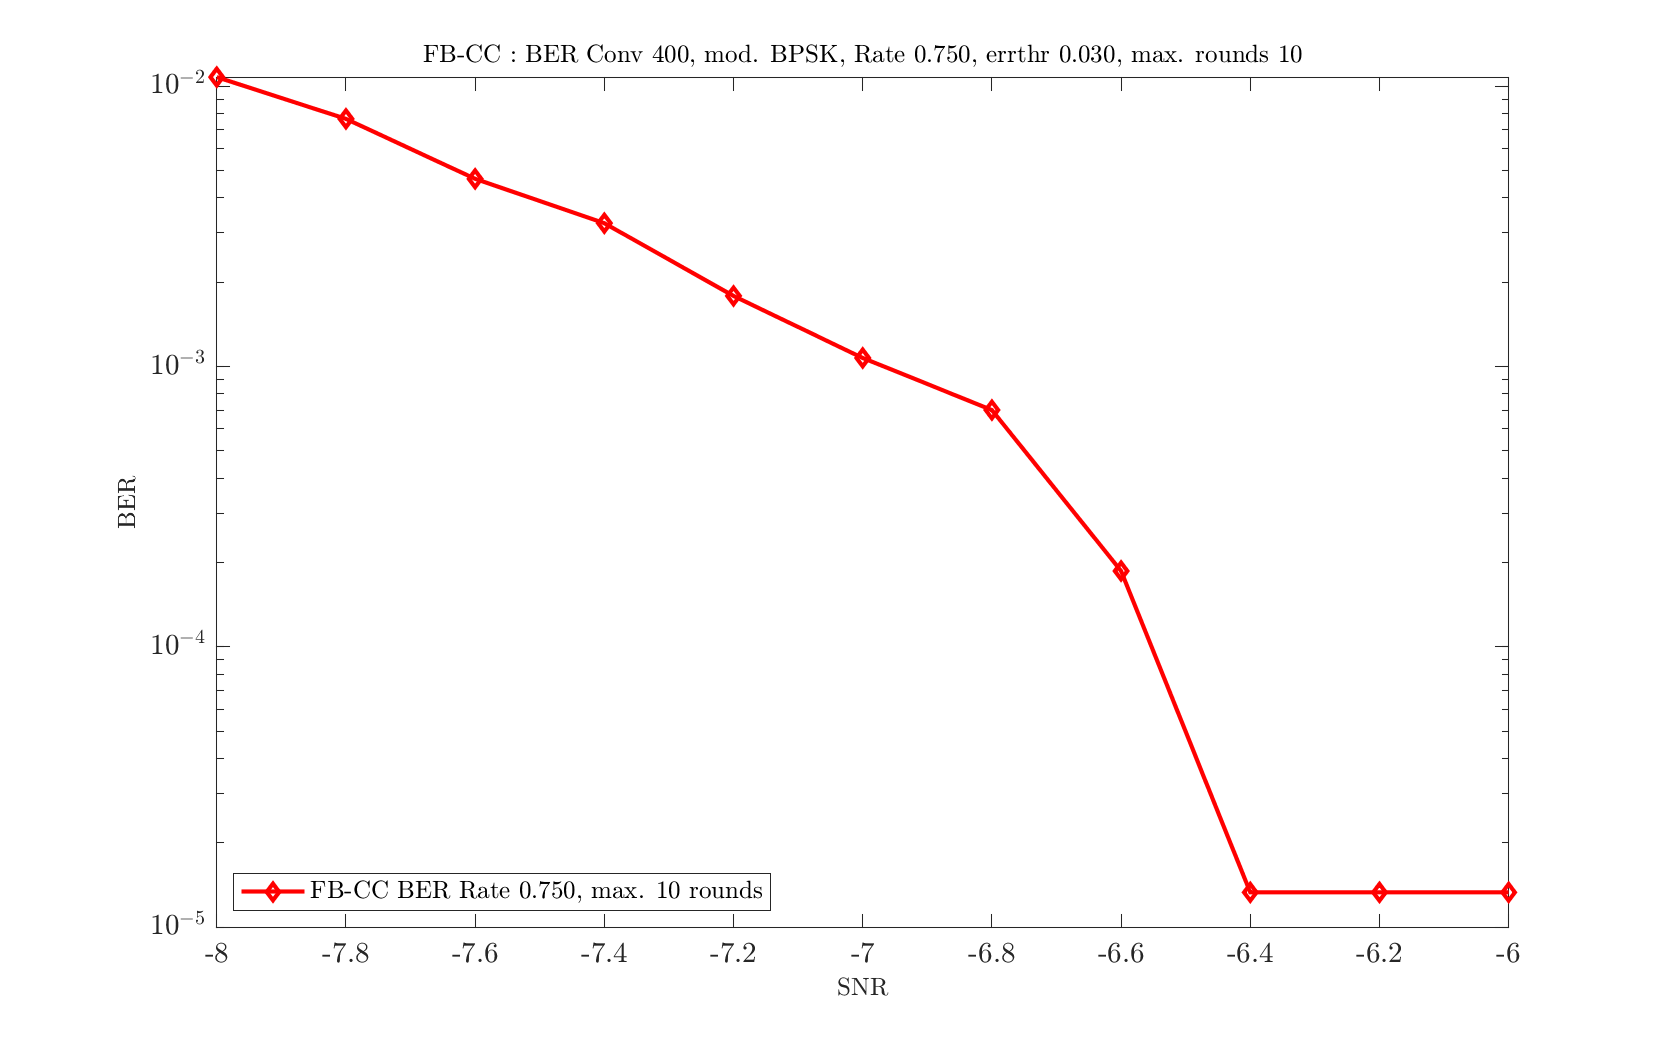 FB-CC : BER Conv 400, mod. BPSK, Rate 0.750, errthr 0.030, max. rounds 10
10^{-2}
10^{-3}
BER
10^{-4}
10^{-5}
FB-CC BER Rate 0.750, max. 10 rounds
-8 -7.8 -7.6 -7.4 -7.2 -7 -6.8 -6.6 -6.4 -6.2 -6
SNR